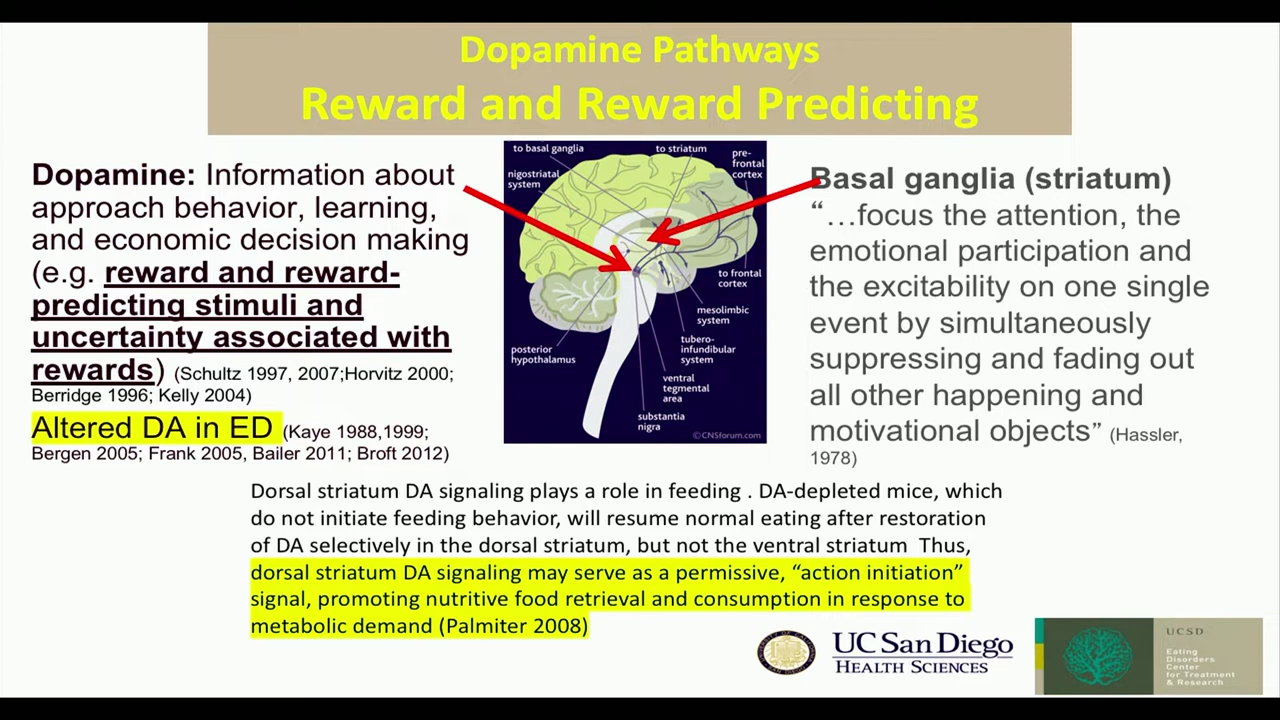 Dopamine Pathways
Reward and Reward Predicting
Dopamine: Information about
approach behavior, learning,
and economic decision making
(e.g. reward and reward-
predicting stimuli and
uncertainty associated with
rewards) (Schultz 1997, 2007;Horvitz 2000;
Berridge 1996; Kelly 2004)
Altered DA in ED (Kaye 1988,1999;
Bergen 2005; Frank 2005, Bailer 2011; Broft 2012)
to basal ganglia
to striatum
pre-
frontal
cortex
nigostriatal
system
to frontal
cortex
mesolimbic
system
tubero-
infundibular
system
posterior
hypothalamus
ventral
tegmental
area
substantia
nigra
©CNSforum.com
Basal ganglia (striatum)
“…focus the attention, the
emotional participation and
the excitability on one single
event by simultaneously
suppressing and fading out
all other happening and
motivational objects” (Hassler,
1978)
Dorsal striatum DA signaling plays a role in feeding . DA-depleted mice, which
do not initiate feeding behavior, will resume normal eating after restoration
of DA selectively in the dorsal striatum, but not the ventral striatum Thus,
dorsal striatum DA signaling may serve as a permissive, “action initiation”
signal, promoting nutritive food retrieval and consumption in response to
metabolic demand (Palmiter 2008)
UC San Diego
HEALTH SCIENCES
UCSD
Eating
Disorders
Center
for Treatment
& Research